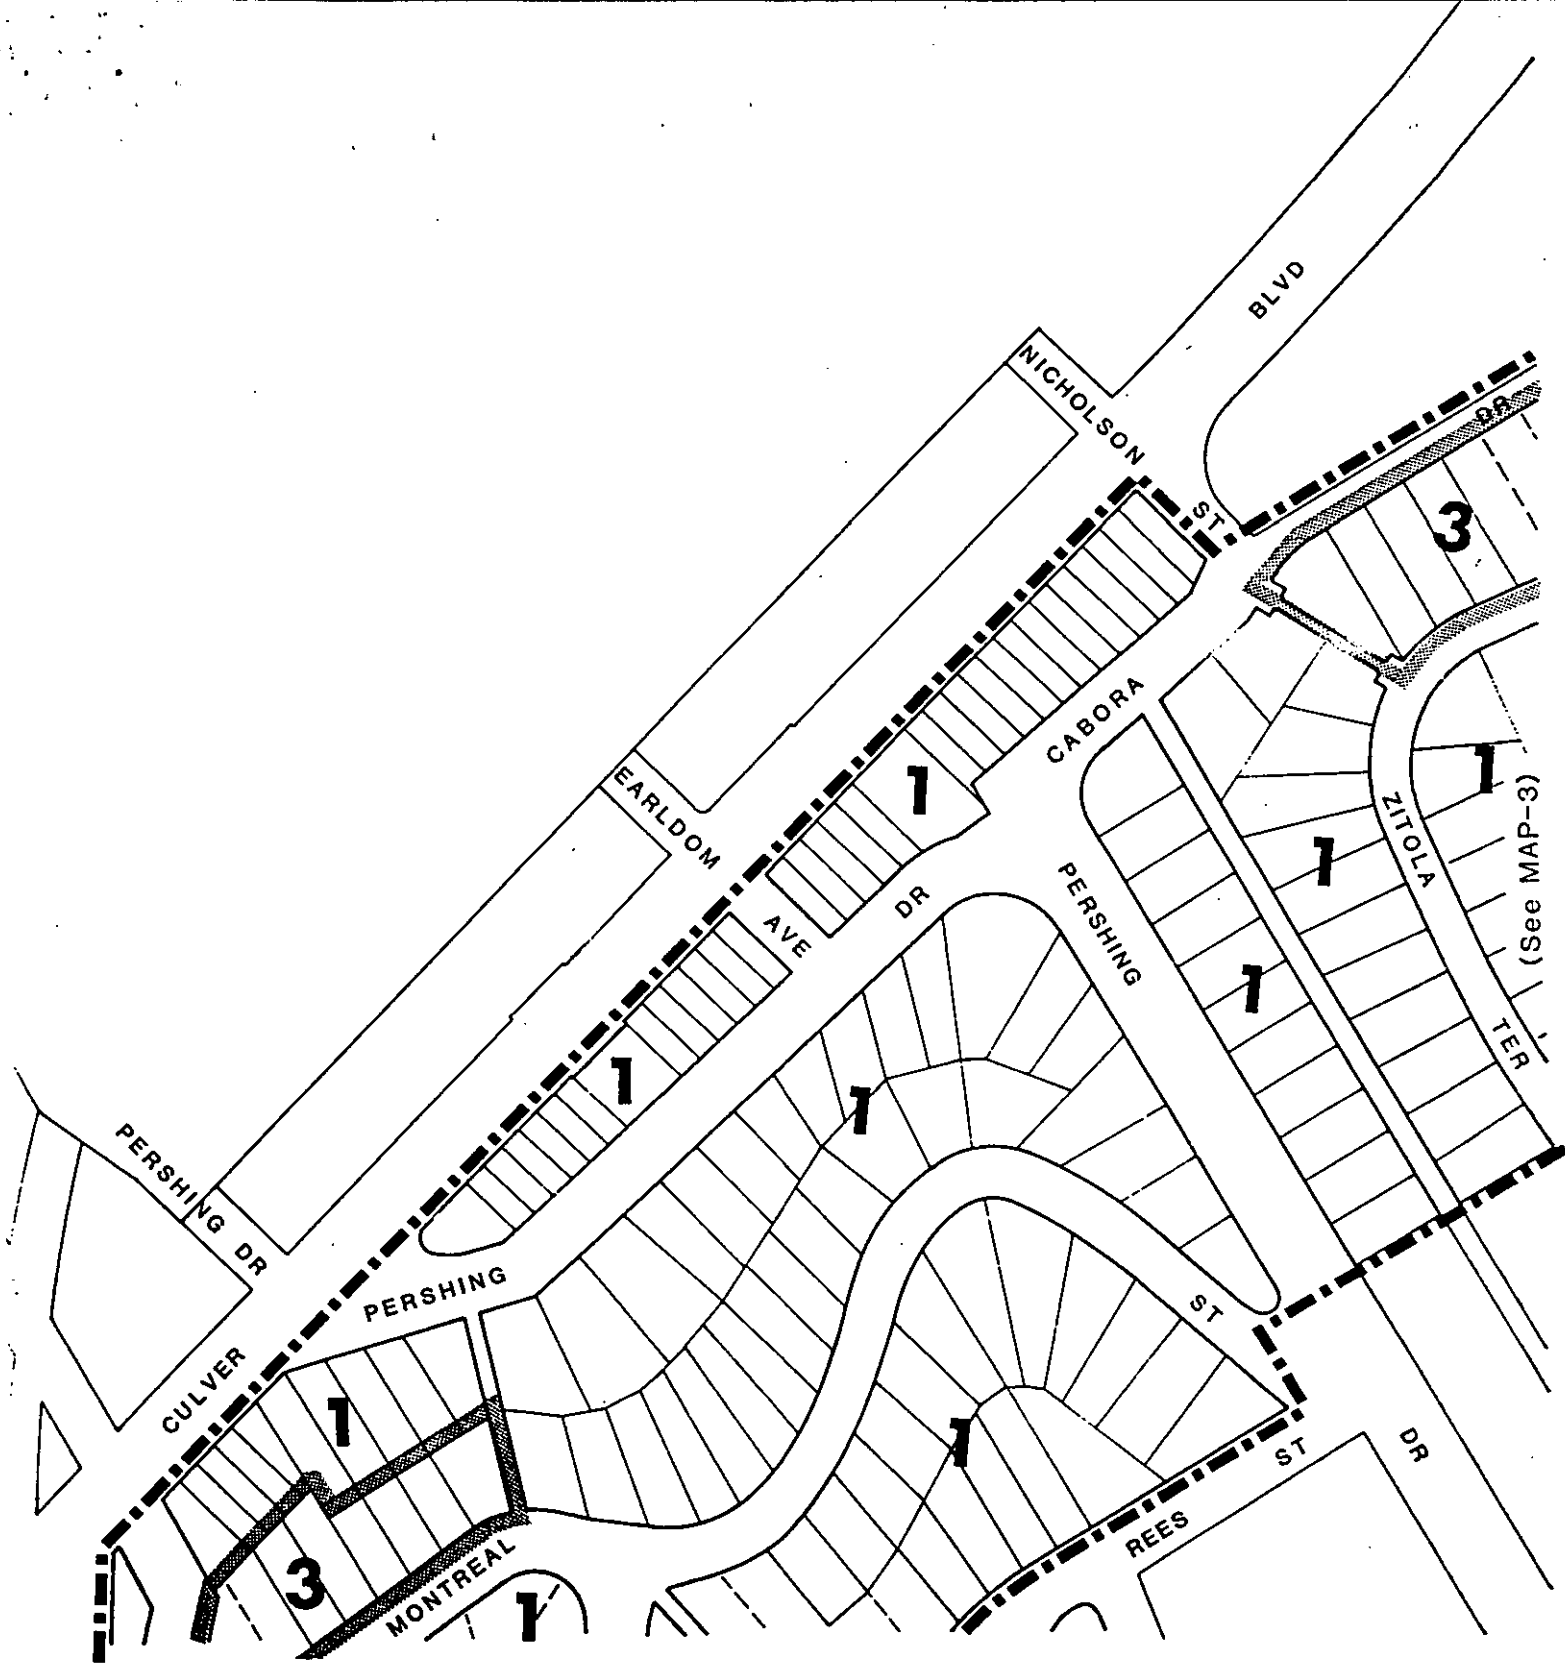 BLVD
NICHOLSON
ST
DR
3
CABORA
1
EARLDOM
AVE
DR
PERSHING
ZITOLA
TER
1
(See MAP-3)
1
1
1
1
PERSHING DR
PERSHING
CULVER
1
3
MONTREAL
ST
1
1
REES
ST
DR